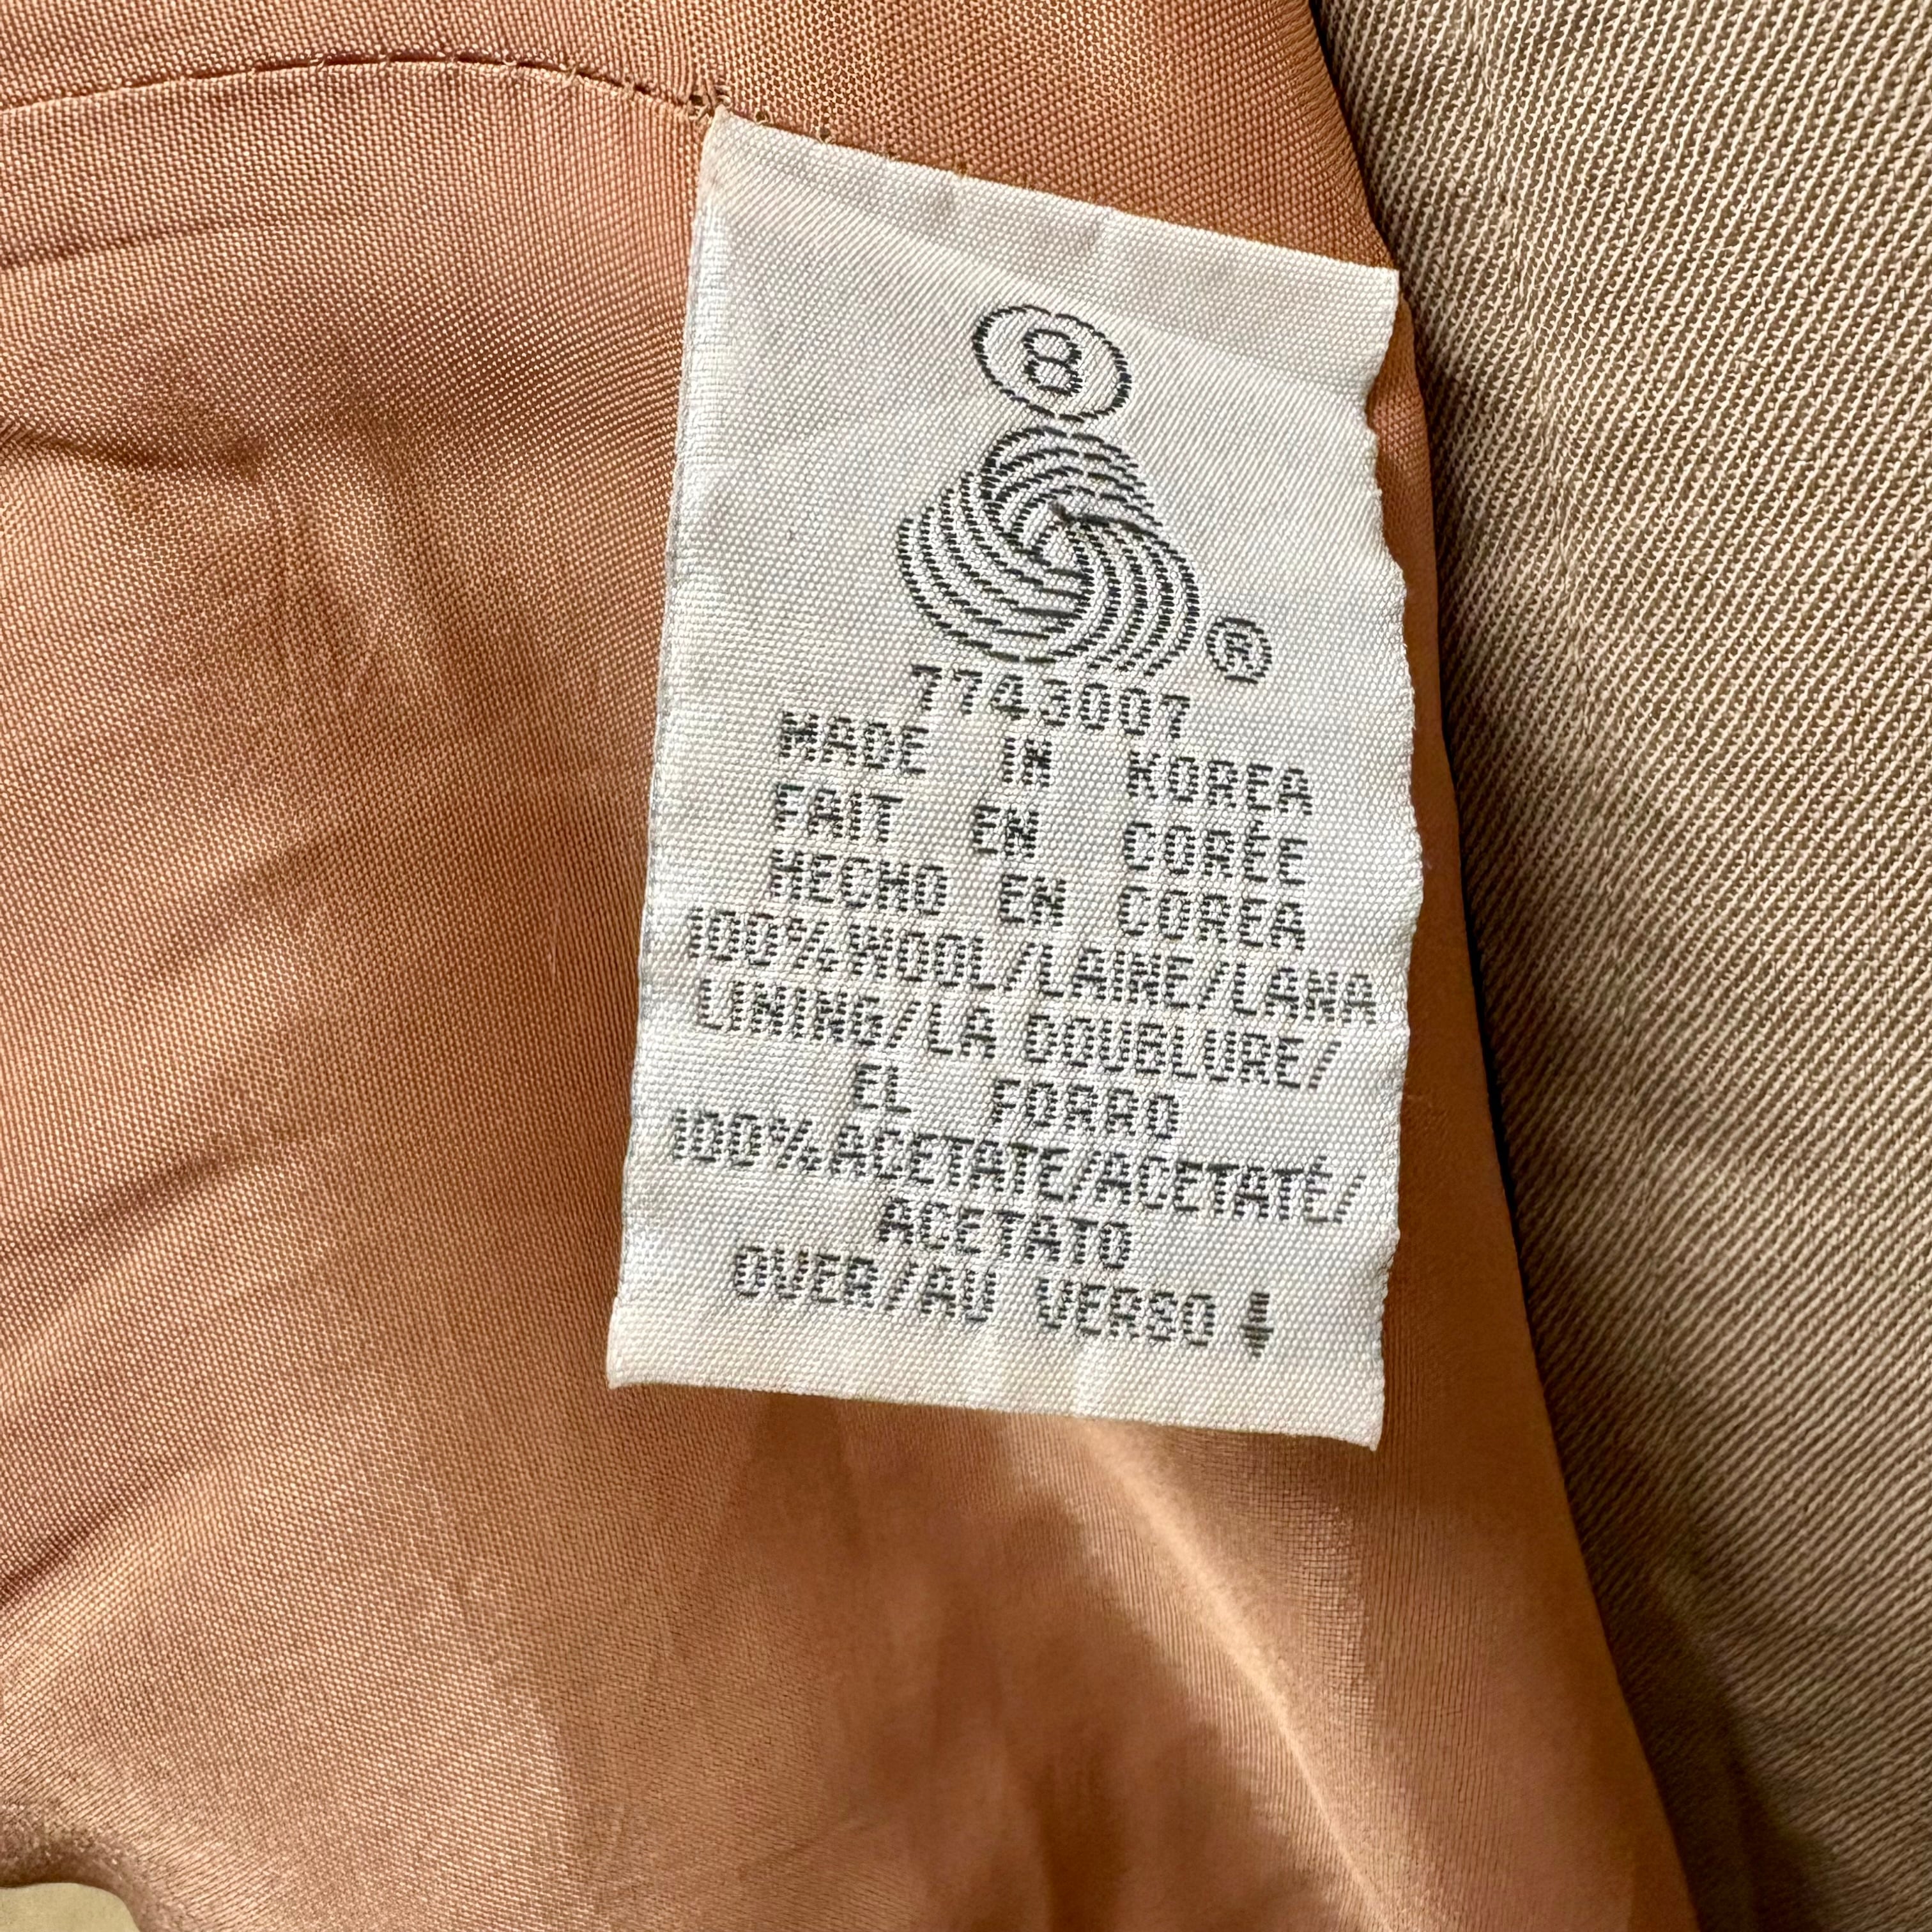 8
®
7743007
MADE IN KOREA
FAIT EN CORÉE
HECHO EN COREA
100%WOOL/LAINE/LANA
LINING/LA DOUBLURE/
EL FORRO
100%ACETATE/ACETATÉ/
ACETATO
OVER/AU VERSO